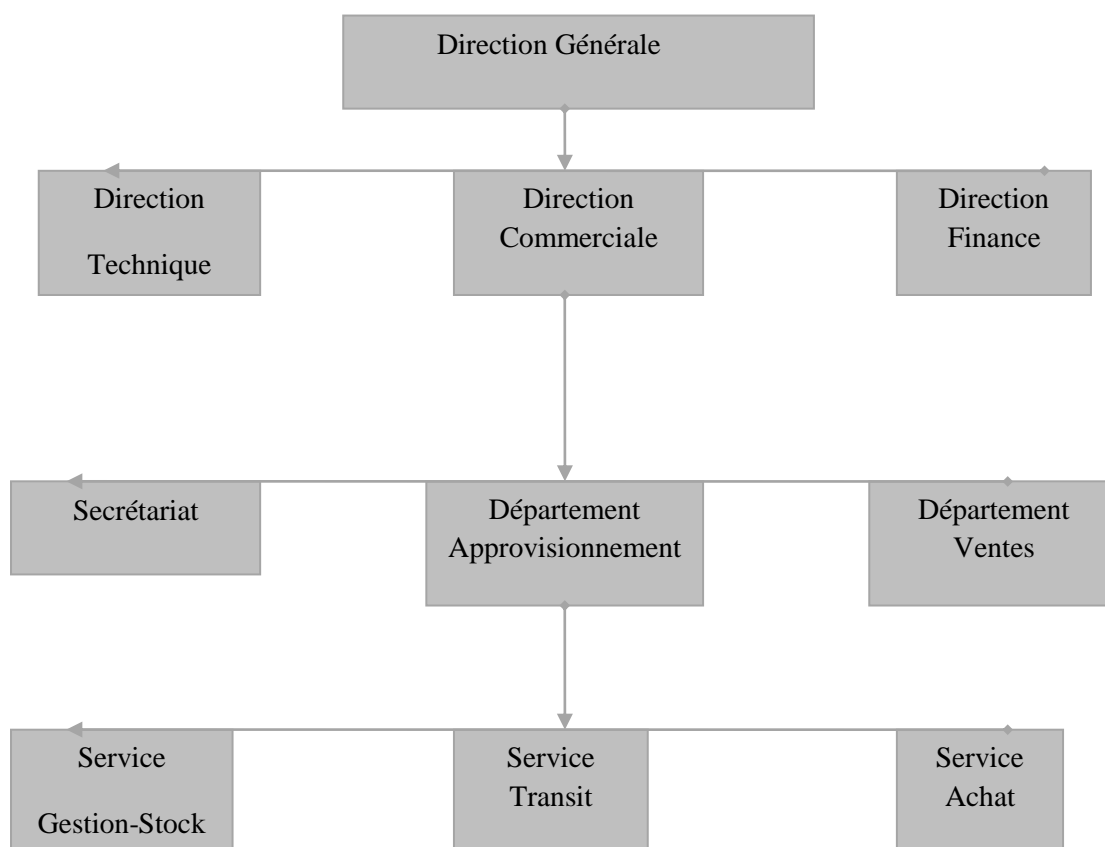 Direction Générale
Direction
Technique
Direction
Commerciale
Direction
Finance
Secrétariat
Département
Approvisionnement
Département
Ventes
Service
Gestion-Stock
Service
Transit
Service
Achat